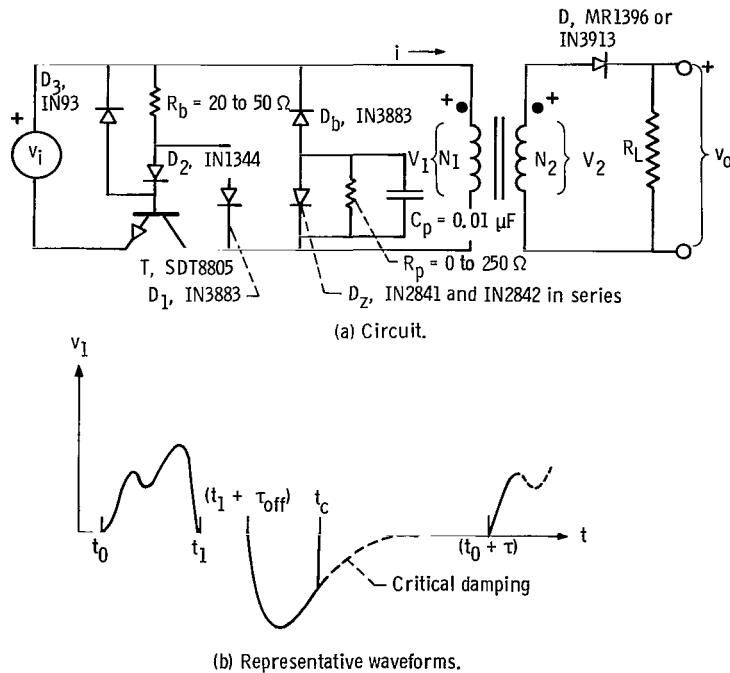 D, MR1396 or
IN3913
i
D3,
IN93
Rb = 20 to 50 Ω
Db, IN3883
+
+
+
+
vi
D2, IN1344
V1
N1
N2
V2
RL
vo
Cp = 0.01 μF
T, SDT8805
Rp = 0 to 250 Ω
D1, IN3883
Dz, IN2841 and IN2842 in series
(a) Circuit.
v1
(t1 + τoff)
tc
t0
t1
(t0 + τ)
t
Critical damping
(b) Representative waveforms.